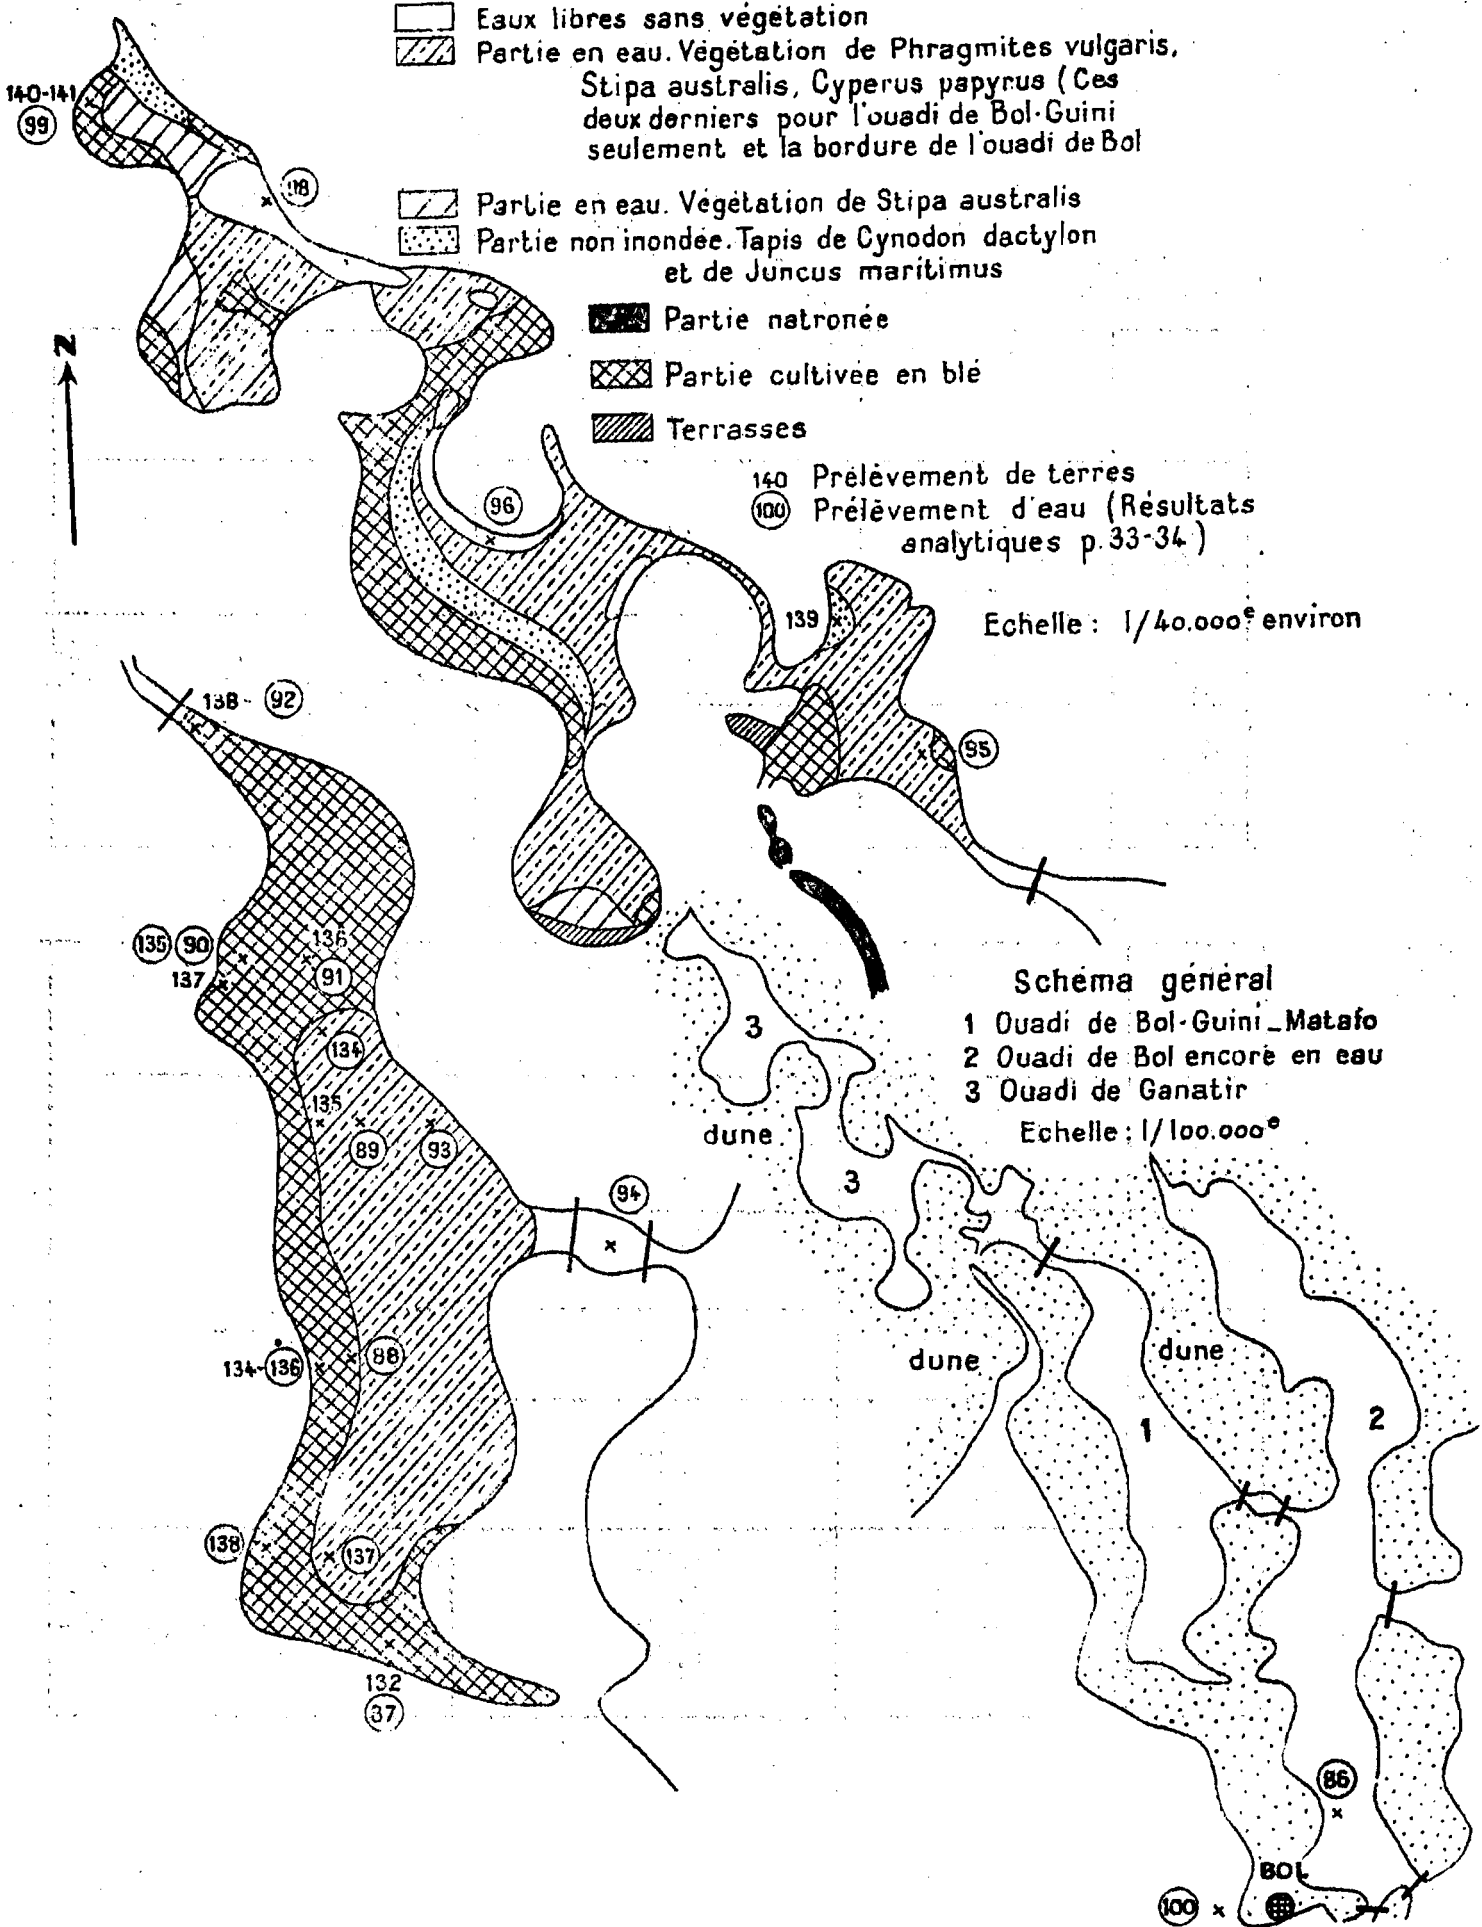 Eaux libres sans végétation
Partie en eau. Végétation de Phragmites vulgaris,
Stipa australis, Cyperus papyrus (Ces
deux derniers pour l'ouadi de Bol-Guini
seulement et la bordure de l'ouadi de Bol
140-141
99
98
Partie en eau. Végétation de Stipa australis
Partie non inondée. Tapis de Cynodon dactylon
et de Juncus maritimus
Partie natronée
N
Partie cultivée en blé
Terrasses
140 Prélèvement de terres
100 Prélèvement d'eau (Résultats
analytiques p.33-34)
96
139
Echelle : 1/40.000e environ
138 - 92
95
135 90
136
137
91
Schéma général
1 Ouadi de Bol-Guini_Matafo
2 Ouadi de Bol encore en eau
3 Ouadi de Ganatir
Echelle : 1/100.000e
3
134
135
89
93
dune
3
94
134-136
88
dune
dune
1
2
138
137
132
87
86
BOL
100